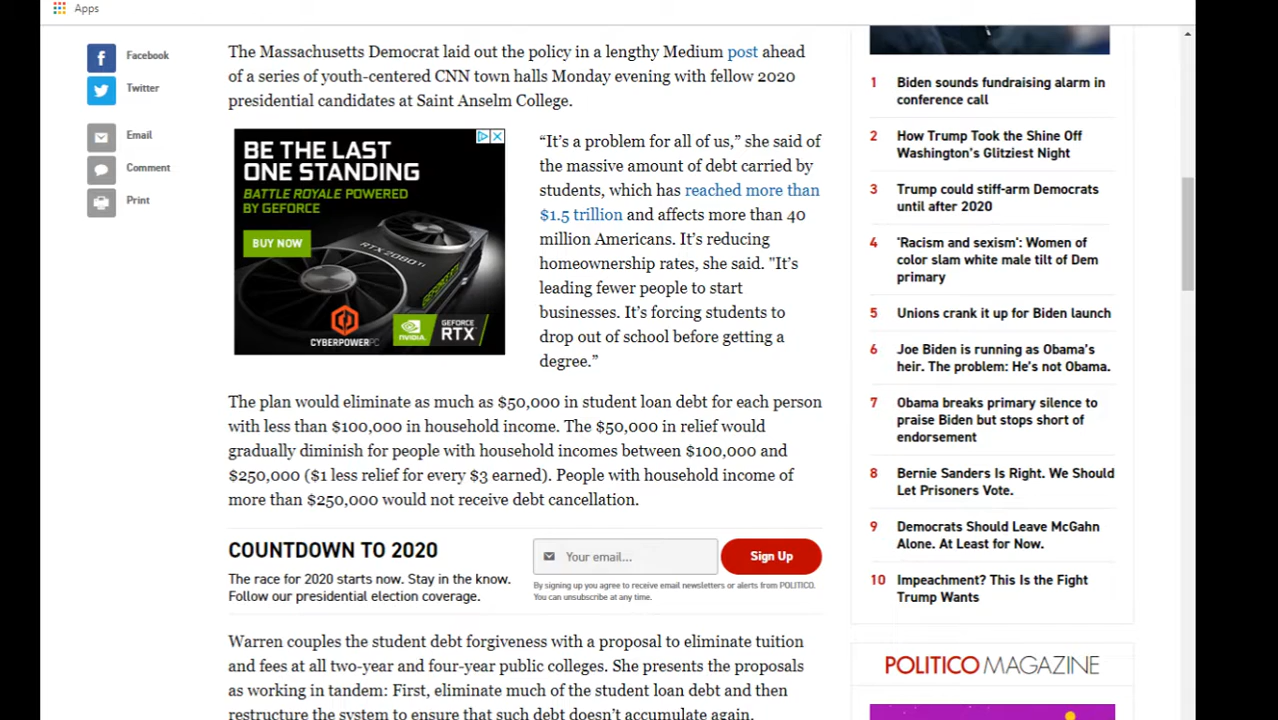 Apps
Facebook
Twitter
Email
Comment
Print
The Massachusetts Democrat laid out the policy in a lengthy Medium post ahead
of a series of youth-centered CNN town halls Monday evening with fellow 2020
presidential candidates at Saint Anselm College.
BE THE LAST
ONE STANDING
BATTLE ROYALE POWERED
BY GEFORCE
BUY NOW
RTX 2080 Ti
GEFORCE RTX
CYBERPOWERPC
NVIDIA.
GEFORCE
RTX
“It’s a problem for all of us,” she said of
the massive amount of debt carried by
students, which has reached more than
$1.5 trillion and affects more than 40
million Americans. It’s reducing
homeownership rates, she said. "It’s
leading fewer people to start
businesses. It’s forcing students to
drop out of school before getting a
degree.”
The plan would eliminate as much as $50,000 in student loan debt for each person
with less than $100,000 in household income. The $50,000 in relief would
gradually diminish for people with household incomes between $100,000 and
$250,000 ($1 less relief for every $3 earned). People with household income of
more than $250,000 would not receive debt cancellation.
COUNTDOWN TO 2020
The race for 2020 starts now. Stay in the know.
Follow our presidential election coverage.
Your email...
Sign Up
By signing up you agree to receive email newsletters or alerts from POLITICO.
You can unsubscribe at any time.
Warren couples the student debt forgiveness with a proposal to eliminate tuition
and fees at all two-year and four-year public colleges. She presents the proposals
as working in tandem: First, eliminate much of the student loan debt and then
restructure the system to ensure that such debt doesn’t accumulate again.
1 Biden sounds fundraising alarm in
conference call
2 How Trump Took the Shine Off
Washington’s Glitziest Night
3 Trump could stiff-arm Democrats
until after 2020
4 'Racism and sexism': Women of
color slam white male tilt of Dem
primary
5 Unions crank it up for Biden launch
6 Joe Biden is running as Obama’s
heir. The problem: He’s not Obama.
7 Obama breaks primary silence to
praise Biden but stops short of
endorsement
8 Bernie Sanders Is Right. We Should
Let Prisoners Vote.
9 Democrats Should Leave McGahn
Alone. At Least for Now.
10 Impeachment? This Is the Fight
Trump Wants
POLITICO MAGAZINE